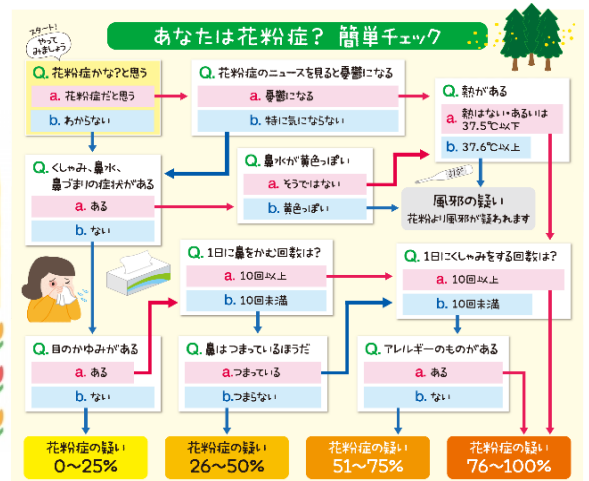 あなたは花粉症？ 簡単チェック
スタート！
やって
みましょう
Q. 花粉症かな？と思う
a. 花粉症だと思う
b. わからない
Q. 花粉症のニュースを見ると憂鬱になる
a. 憂鬱になる
b. 特に気にならない
Q. 熱がある
a. 熱はない・あるいは
37.5℃以下
b. 37.6℃以上
Q. くしゃみ、鼻水、
鼻づまりの症状がある
a. ある
b. ない
Q. 鼻水が黄色っぽい
a. そうではない
b. 黄色っぽい
風邪の疑い
花粉より風邪が疑われます
Q. 1日に鼻をかむ回数は？
a. 10回以上
b. 10回未満
Q. 1日にくしゃみをする回数は？
a. 10回以上
b. 10回未満
Q. 目のかゆみがある
a. ある
b. ない
Q. 鼻はつまっているほうだ
a.つまっている
b.つまらない
Q. アレルギーのものがある
a. ある
b. ない
花粉症の疑い
0〜25%
花粉症の疑い
26〜50%
花粉症の疑い
51〜75%
花粉症の疑い
76〜100%